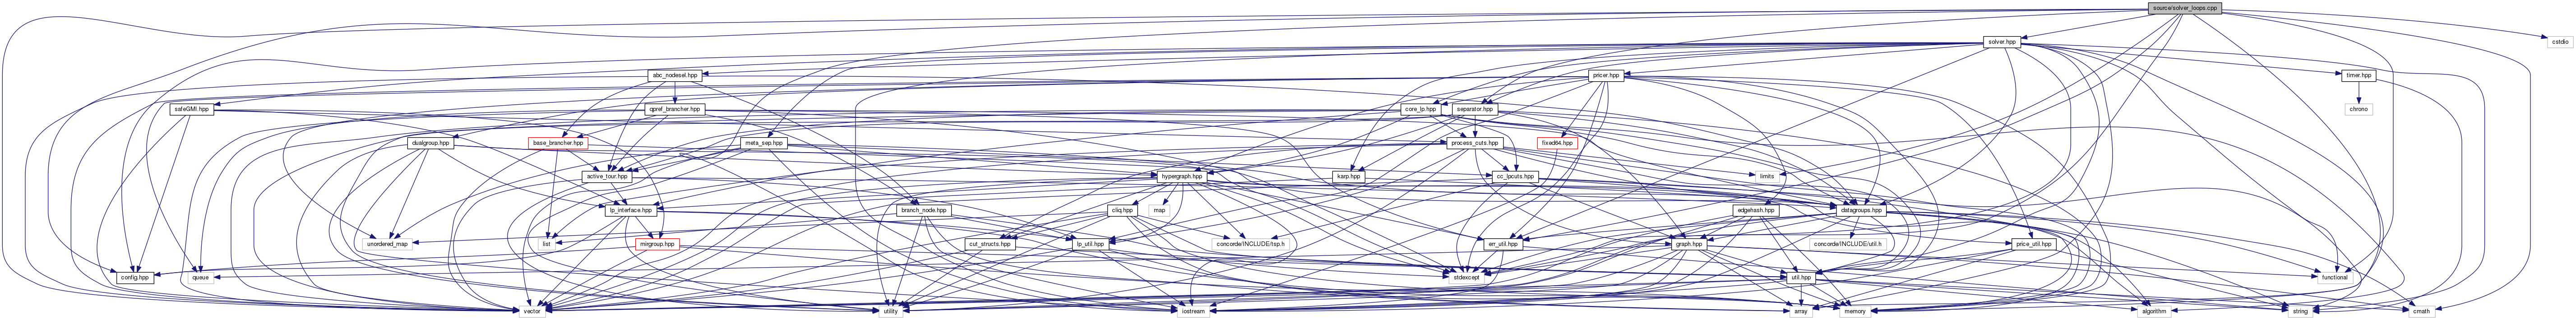 source/solver_loops.cpp
solver.hpp
cstdio
abc_nodesel.hpp
pricer.hpp
timer.hpp
safeGMI.hpp
qpref_brancher.hpp
core_lp.hpp
separator.hpp
chrono
dualgroup.hpp
base_brancher.hpp
meta_sep.hpp
process_cuts.hpp
fixed64.hpp
active_tour.hpp
hypergraph.hpp
karp.hpp
cc_lpcuts.hpp
limits
lp_interface.hpp
branch_node.hpp
cliq.hpp
map
edgehash.hpp
datagroups.hpp
unordered_map
list
mirgroup.hpp
cut_structs.hpp
lp_util.hpp
concorde/INCLUDE/tsp.h
err_util.hpp
graph.hpp
concorde/INCLUDE/util.h
price_util.hpp
config.hpp
queue
stdexcept
util.hpp
functional
vector
utility
iostream
array
memory
algorithm
string
cmath